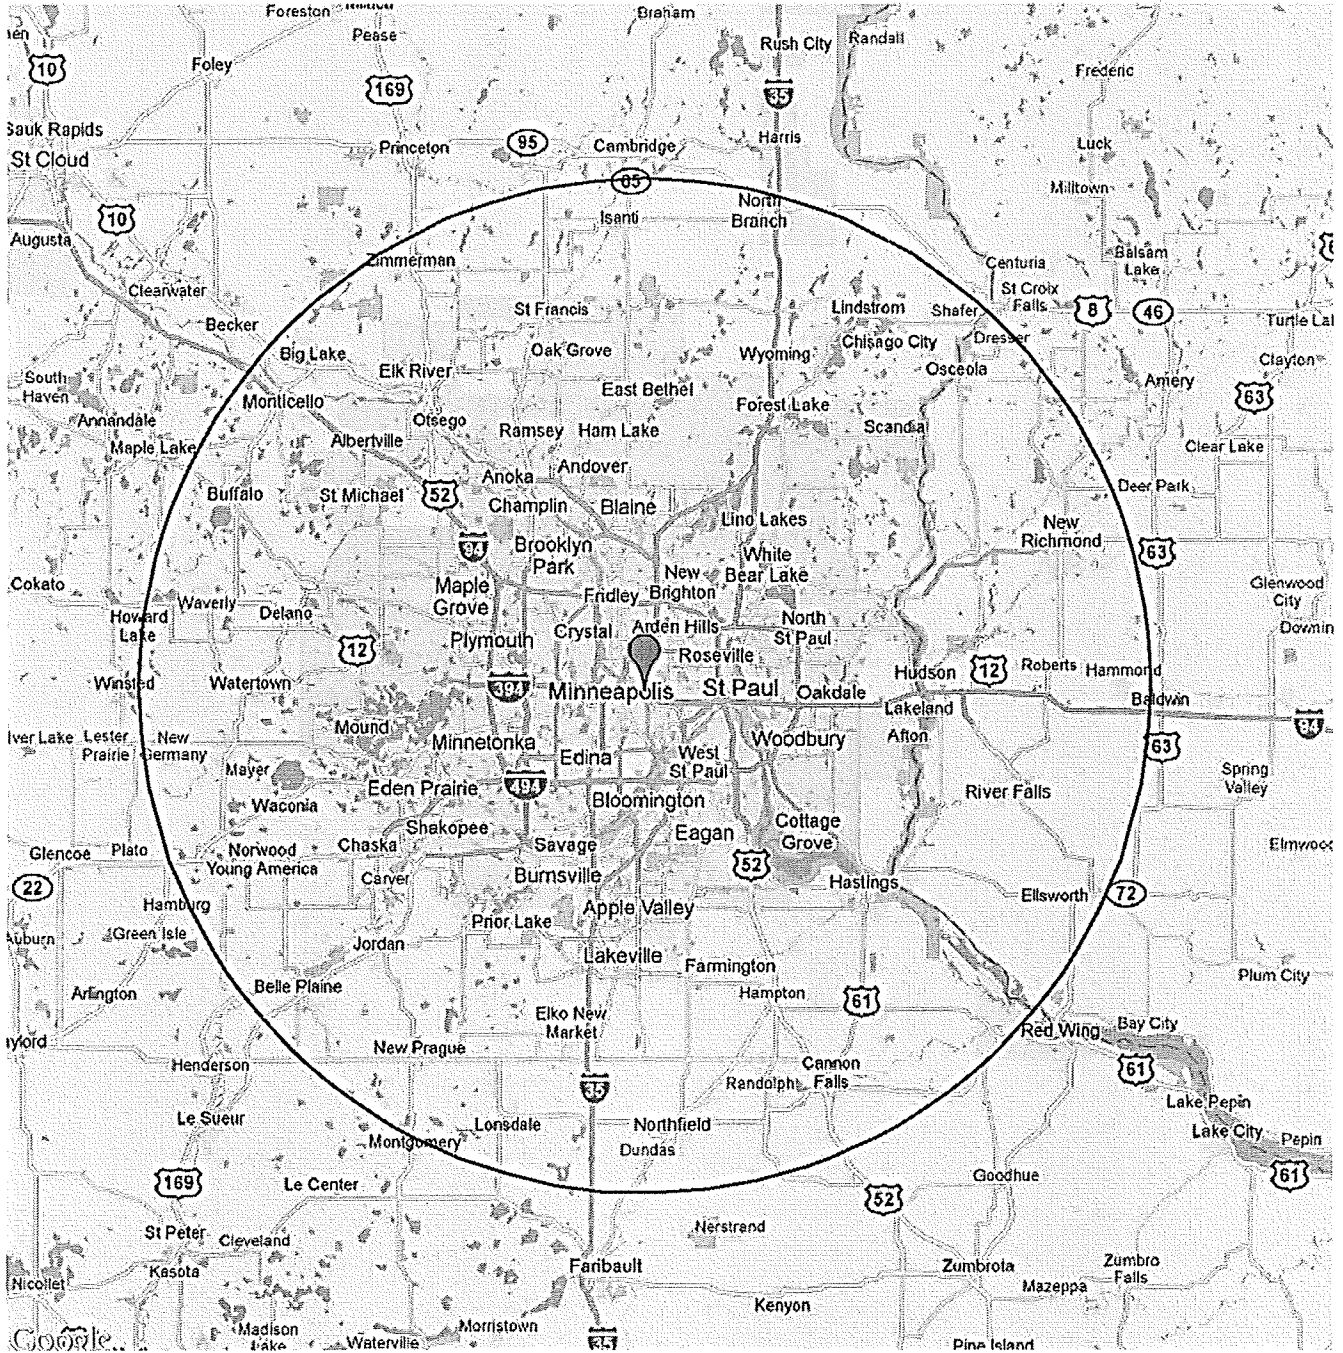 Foreston
Braham
Pease
Rush City
Randall
10
Foley
Frederic
169
35
Sauk Rapids
95
Cambridge
Harris
St Cloud
Princeton
Luck
Milltown
10
North
Branch
Isanti
Augusta
Zimmerman
Balsam
Lake
Centuria
Clearwater
St Croix
Falls
St Francis
Lindstrom
Shafer
8
46
Becker
Chisago City
Dresser
Big Lake
Oak Grove
Wyoming
Clayton
South
Haven
Elk River
East Bethel
Osceola
Amery
63
Monticello
Forest Lake
Annandale
Otsego
Scandia
Albertville
Ramsey
Ham Lake
Maple Lake
Clear Lake
Andover
Anoka
Buffalo
St Michael
52
Deer Park
Champlin
Blaine
Lino Lakes
New
Richmond
94
Brooklyn
Park
White
Bear Lake
63
Cokato
Maple
Grove
New
Brighton
Glenwood
City
Waverly
Delano
Fridley
Howard
Lake
Arden Hills
North
St Paul
Plymouth
Crystal
12
Roseville
12
Hudson
Roberts
Hammond
Winsted
Watertown
394
Minneapolis
St Paul
Oakdale
Baldwin
Lakeland
Mound
94
Lester
Prairie
New
Germany
Minnetonka
Woodbury
Afton
63
Edina
West
St Paul
Mayer
Spring
Valley
Eden Prairie
494
Waconia
Bloomington
River Falls
Shakopee
Eagan
Cottage
Grove
Glencoe
Plato
Norwood
Young America
Chaska
Savage
52
22
Carver
Burnsville
Hastings
Ellsworth
72
Hamburg
Apple Valley
Prior Lake
Green Isle
Jordan
Lakeville
Farmington
Plum City
Arlington
Belle Plaine
Hampton
61
Elko New
Market
Red Wing
Bay City
New Prague
Henderson
Cannon
Falls
61
35
Randolph
Lake Pepin
Le Sueur
Lonsdale
Northfield
Lake City
Pepin
Montgomery
Dundas
169
Le Center
Goodhue
61
52
St Peter
Cleveland
Nerstrand
Kasota
Faribault
Zumbrota
Zumbro
Falls
Nicollet
Mazeppa
Kenyon
Madison
Lake
Waterville
Morristown
35
Pine Island
Google